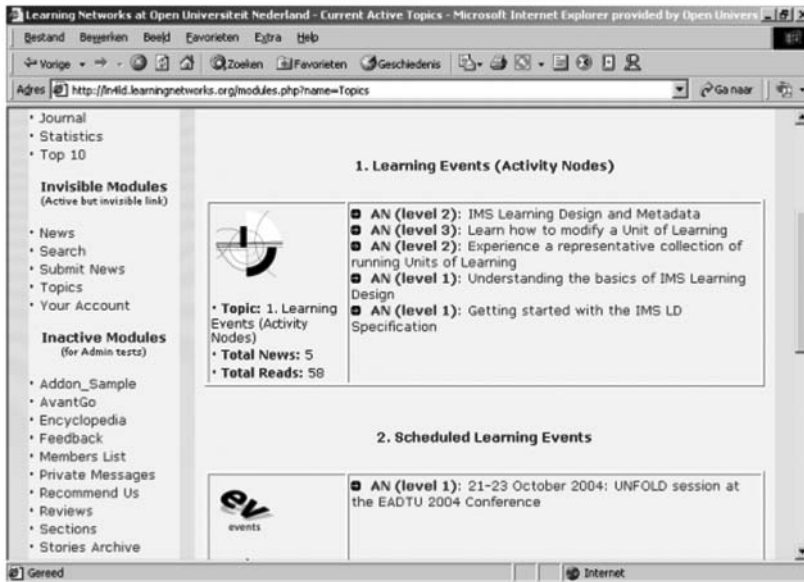 Learning Networks at Open Universiteit Nederland - Current Active Topics - Microsoft Internet Explorer provided by Open Univers
Bestand Bewerken Beeld Favorieten Extra Help
Vorige Zoeken Favorieten Geschiedenis
Adres http://ln4ld.learningnetworks.org/modules.php?name=Topics Ga naar
· Journal
· Statistics
· Top 10
Invisible Modules
(Active but invisible link)
· News
· Search
· Submit News
· Topics
· Your Account
Inactive Modules
(for Admin tests)
· Addon_Sample
· AvantGo
· Encyclopedia
· Feedback
· Members List
· Private Messages
· Recommend Us
· Reviews
· Sections
· Stories Archive
1. Learning Events (Activity Nodes)
· Topic: 1. Learning
Events (Activity
Nodes)
· Total News: 5
· Total Reads: 58
AN (level 2): IMS Learning Design and Metadata
AN (level 3): Learn how to modify a Unit of Learning
AN (level 2): Experience a representative collection of
running Units of Learning
AN (level 1): Understanding the basics of IMS Learning
Design
AN (level 1): Getting started with the IMS LD
Specification
2. Scheduled Learning Events
ev
events
AN (level 1): 21-23 October 2004: UNFOLD session at
the EADTU 2004 Conference
Gereed Internet